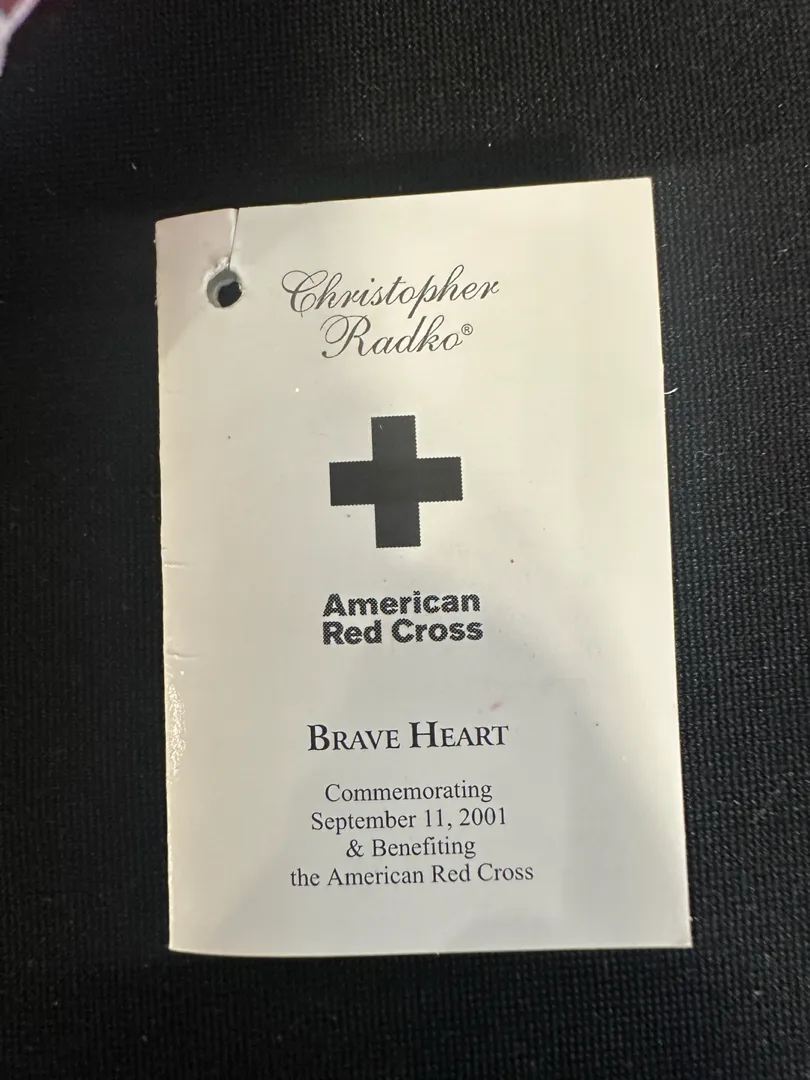 Christopher
Radko®
American
Red Cross
BRAVE HEART
Commemorating
September 11, 2001
& Benefiting
the American Red Cross